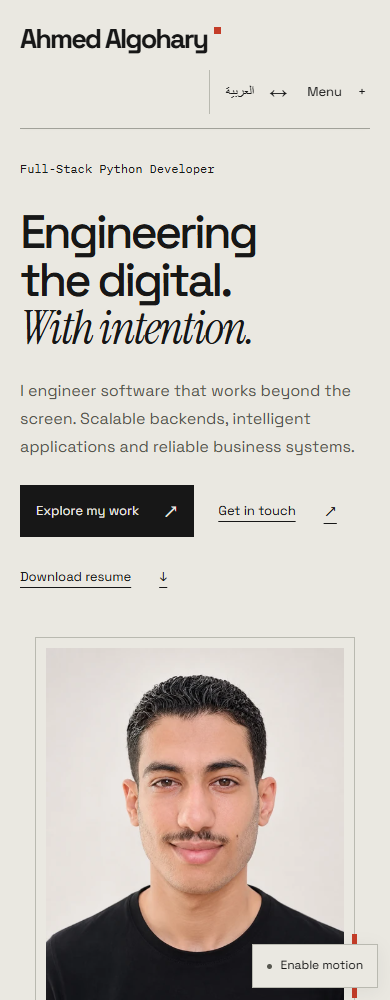 Ahmed Algohary
العربية ↔ Menu +
Full-Stack Python Developer
Engineering
the digital.
With intention.
I engineer software that works beyond the
screen. Scalable backends, intelligent
applications and reliable business systems.
Explore my work ↗ Get in touch ↗
Download resume ↓
Enable motion